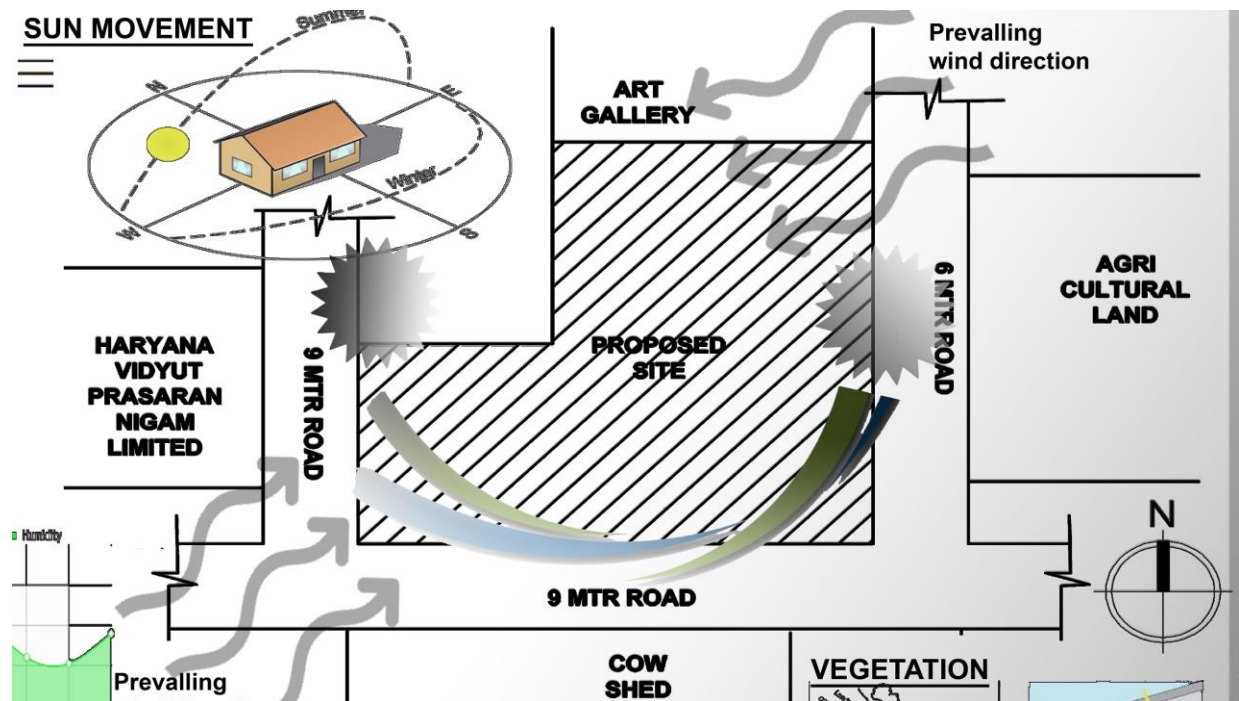 SUN MOVEMENT
Summer
N
E
Winter
W
S
Prevalling
wind direction
ART
GALLERY
HARYANA
VIDYUT
PRASARAN
NIGAM
LIMITED
9 MTR ROAD
PROPOSED
SITE
6 MTR ROAD
AGRI
CULTURAL
LAND
N
Humidity
9 MTR ROAD
Prevalling
COW
SHED
VEGETATION